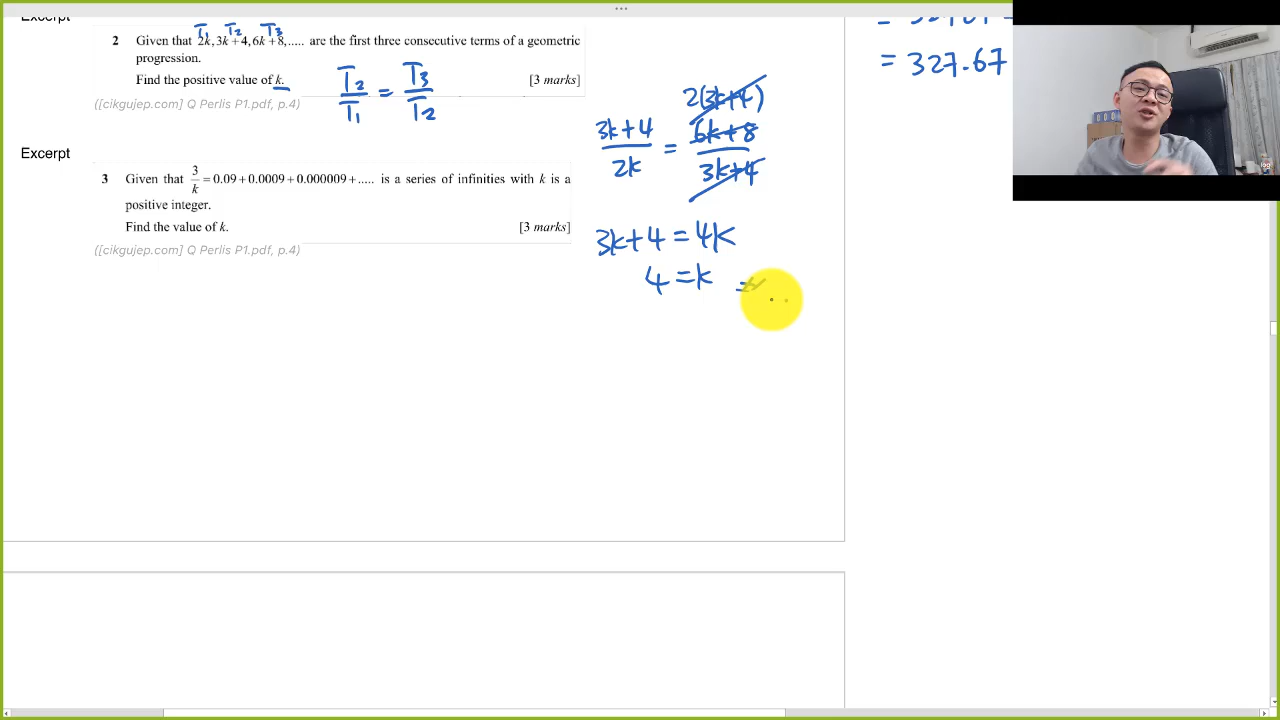 Excerpt
T1 T2 T3
2 Given that 2k, 3k + 4, 6k + 8,..... are the first three consecutive terms of a geometric
progression.
Find the positive value of k. [3 marks]
([cikgujep.com] Q Perlis P1.pdf, p.4)
T2/T1 = T3/T2
Excerpt
3 Given that 3/k = 0.09 + 0.0009 + 0.000009 + ..... is a series of infinities with k is a
positive integer.
Find the value of k. [3 marks]
([cikgujep.com] Q Perlis P1.pdf, p.4)
2(3k+4)
3k+4/2k = 6k+8/3k+4
3k+4 = 4k
4 = k
= 327.67